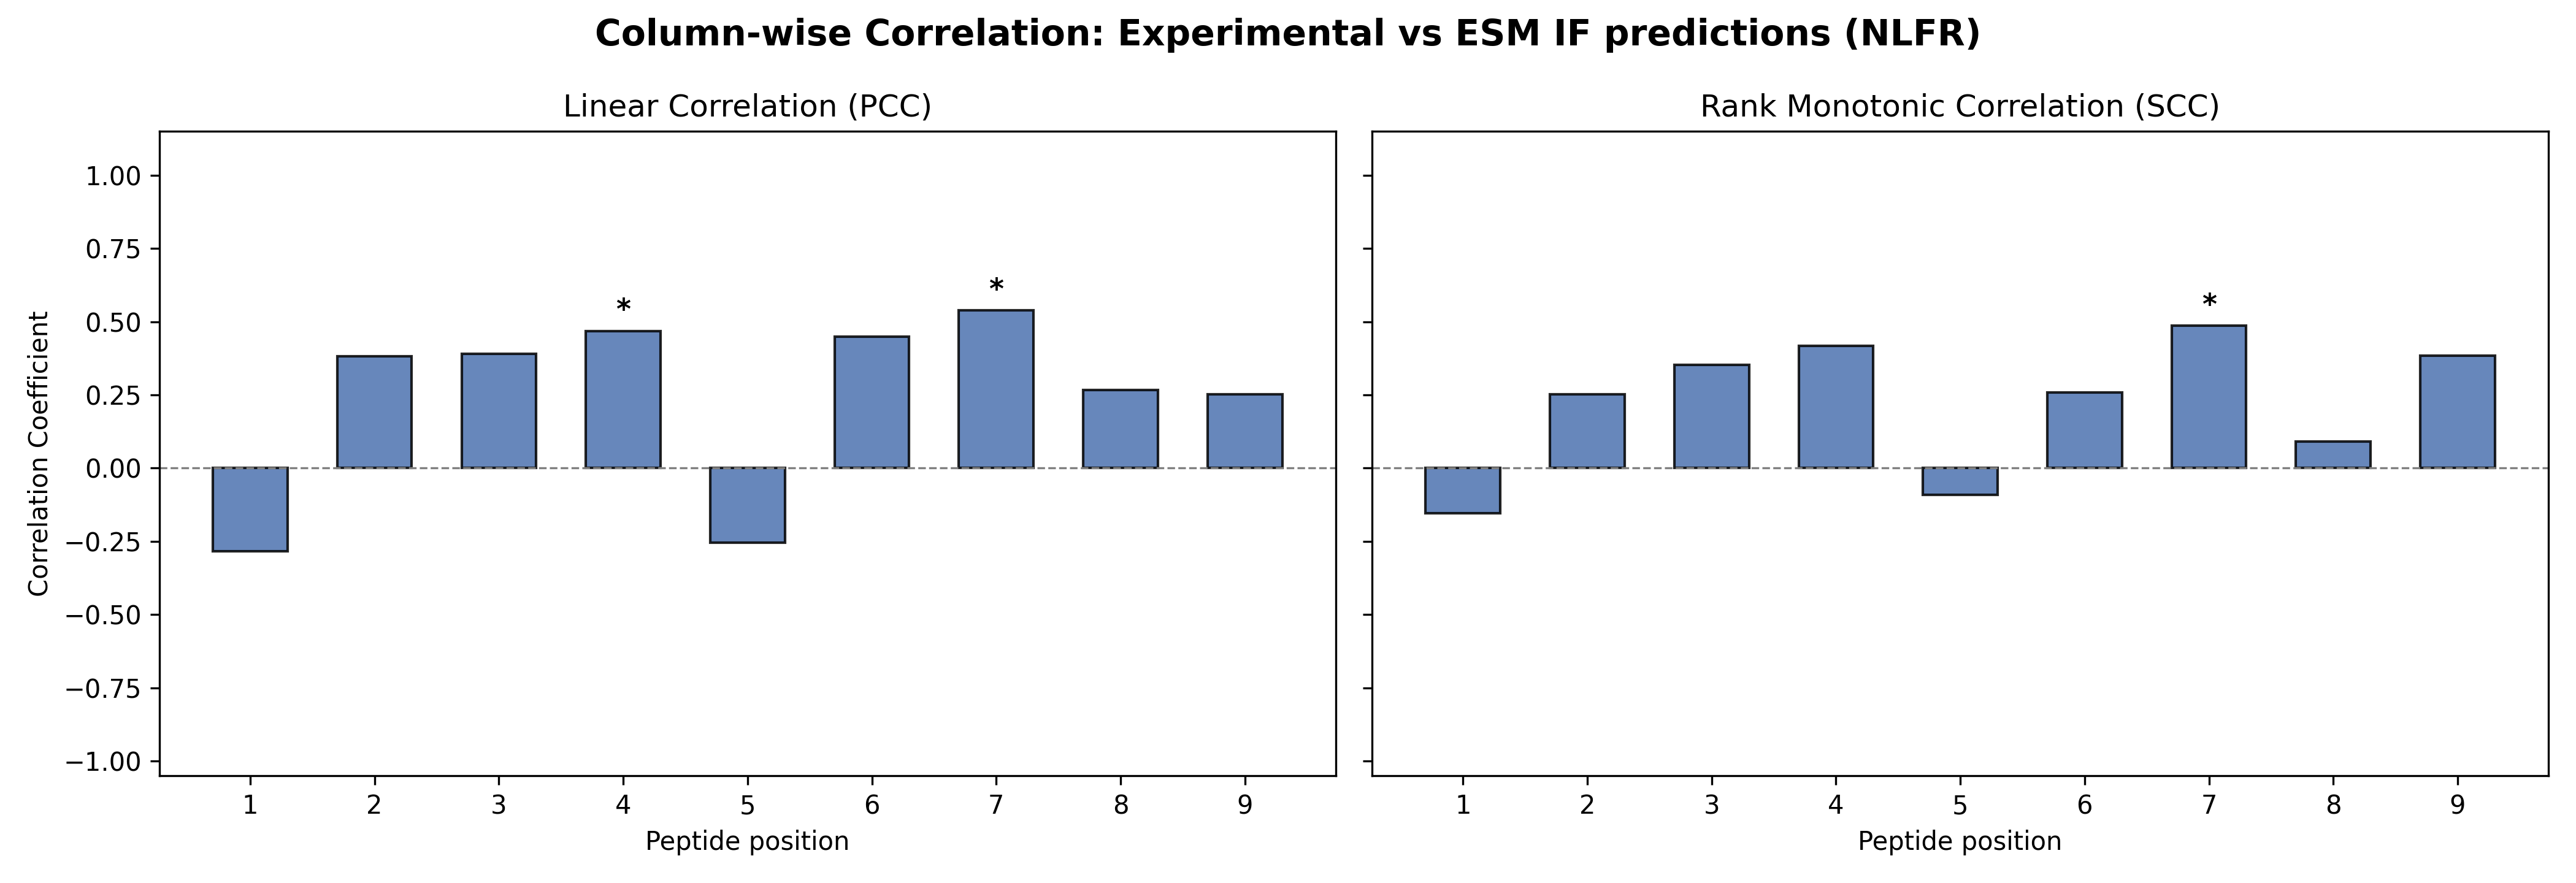 Column-wise Correlation: Experimental vs ESM IF predictions (NLFR)
Linear Correlation (PCC)
Rank Monotonic Correlation (SCC)
Correlation Coefficient
1.00
0.75
0.50
0.25
0.00
−0.25
−0.50
−0.75
−1.00
*
*
*
1 2 3 4 5 6 7 8 9
Peptide position
1 2 3 4 5 6 7 8 9
Peptide position